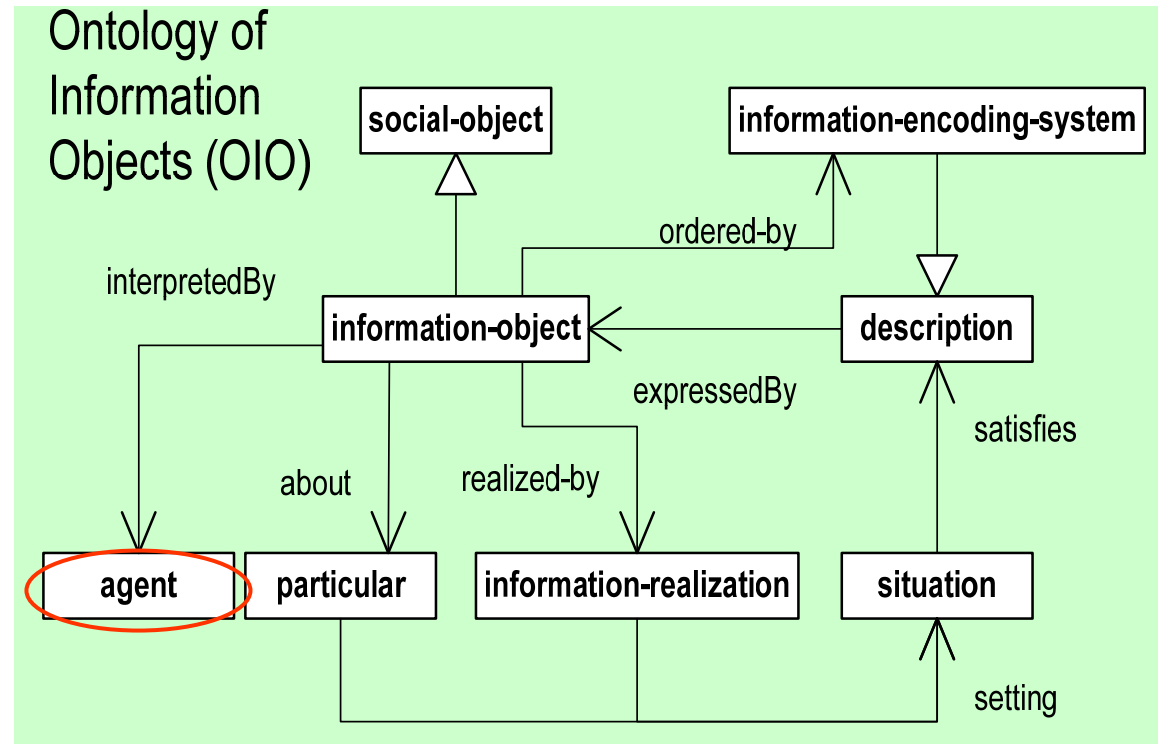 Ontology of
Information
Objects (OIO)
social-object
information-encoding-system
ordered-by
interpretedBy
information-object
description
expressedBy
satisfies
about
realized-by
agent
particular
information-realization
situation
setting